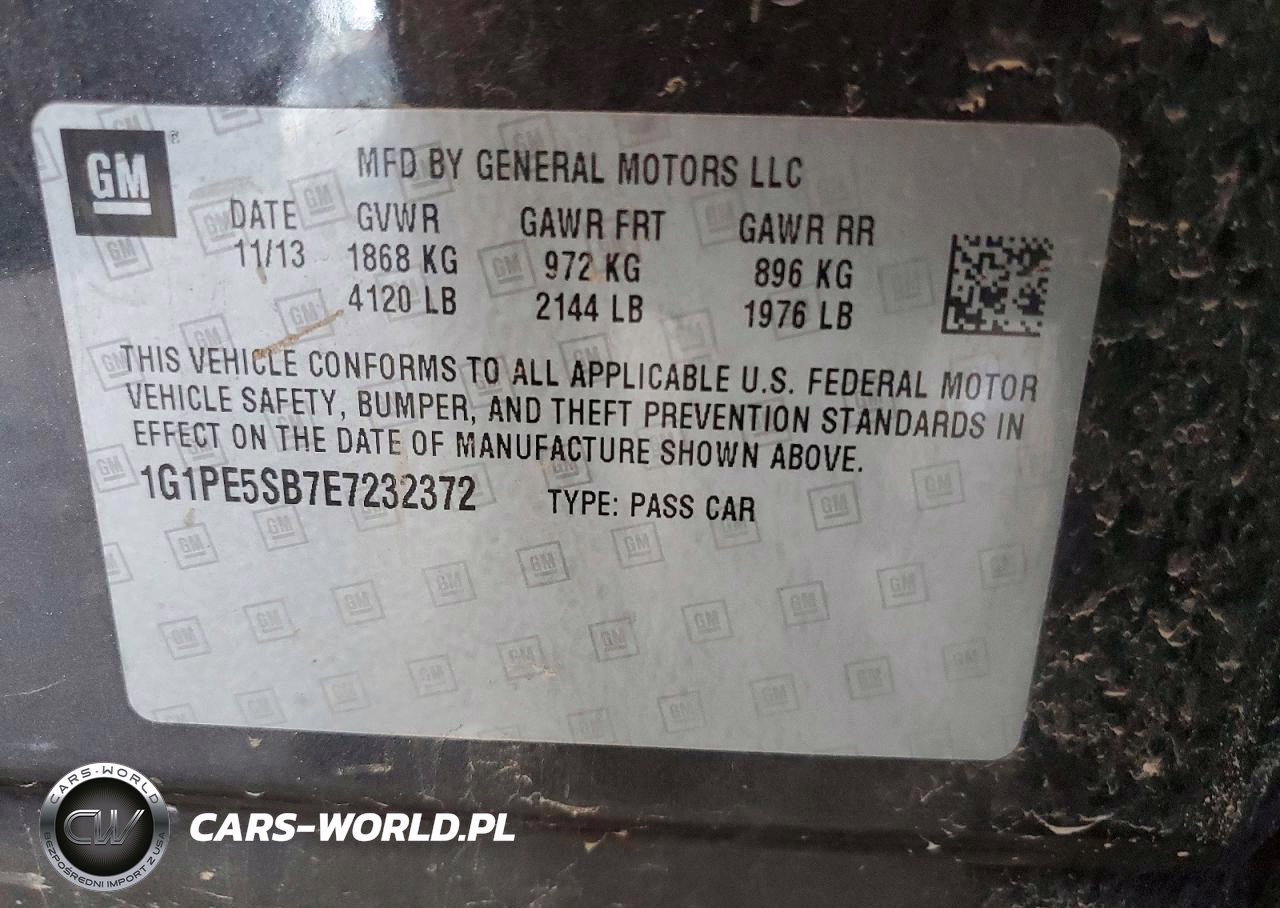 GM
®
MFD BY GENERAL MOTORS LLC
DATE GVWR GAWR FRT GAWR RR
11/13 1868 KG 972 KG 896 KG
4120 LB 2144 LB 1976 LB
THIS VEHICLE CONFORMS TO ALL APPLICABLE U.S. FEDERAL MOTOR
VEHICLE SAFETY, BUMPER, AND THEFT PREVENTION STANDARDS IN
EFFECT ON THE DATE OF MANUFACTURE SHOWN ABOVE.
1G1PE5SB7E7232372 TYPE: PASS CAR
CARS-WORLD
CW
BEZPOŚREDNI IMPORT Z USA
CARS-WORLD.PL